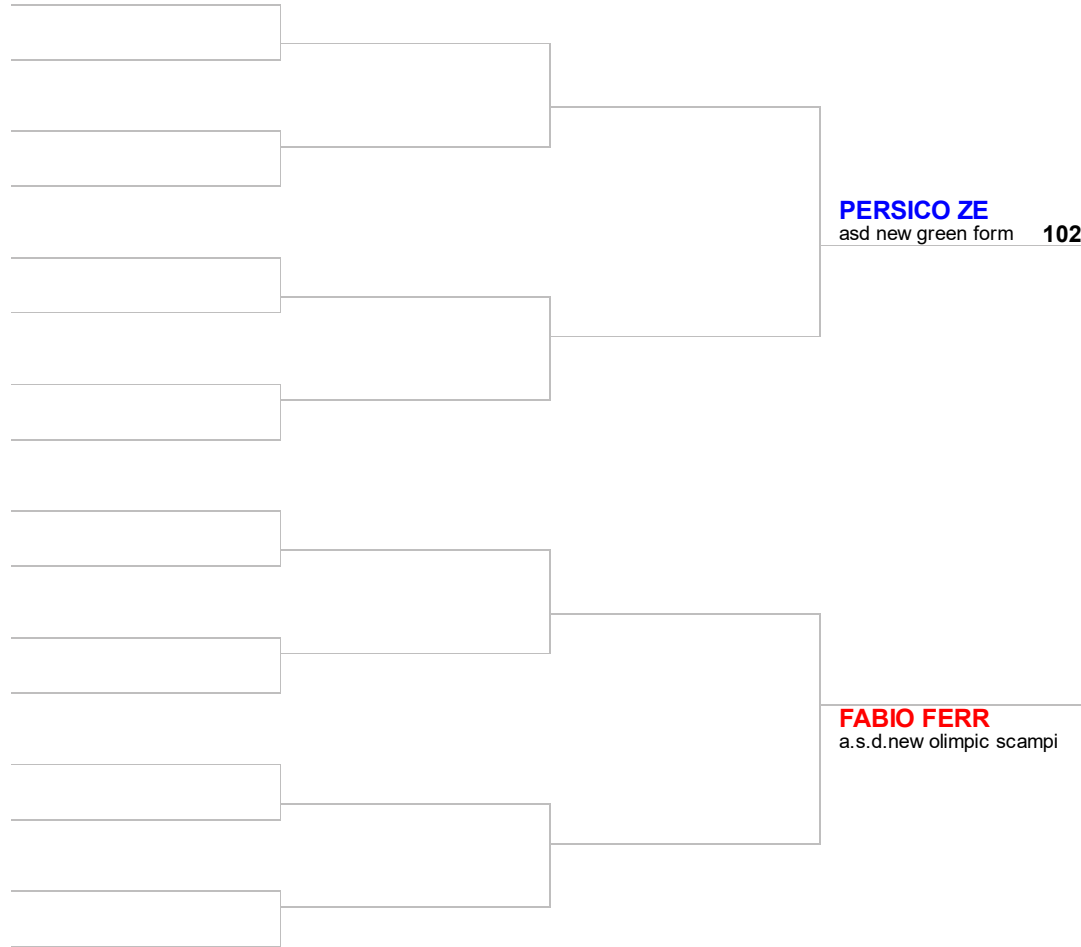 PERSICO ZE
asd new green form 102
FABIO FERR
a.s.d.new olimpic scampi